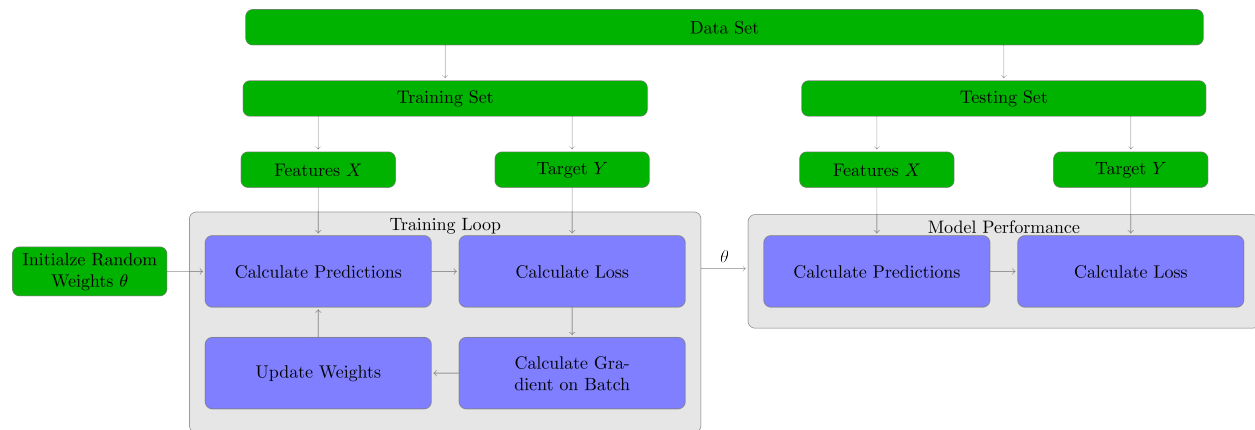 Data Set
Training Set
Testing Set
Features X
Target Y
Features X
Target Y
Training Loop
Model Performance
Initialze Random
Weights θ
Calculate Predictions
Calculate Loss
θ
Calculate Predictions
Calculate Loss
Update Weights
Calculate Gra-
dient on Batch